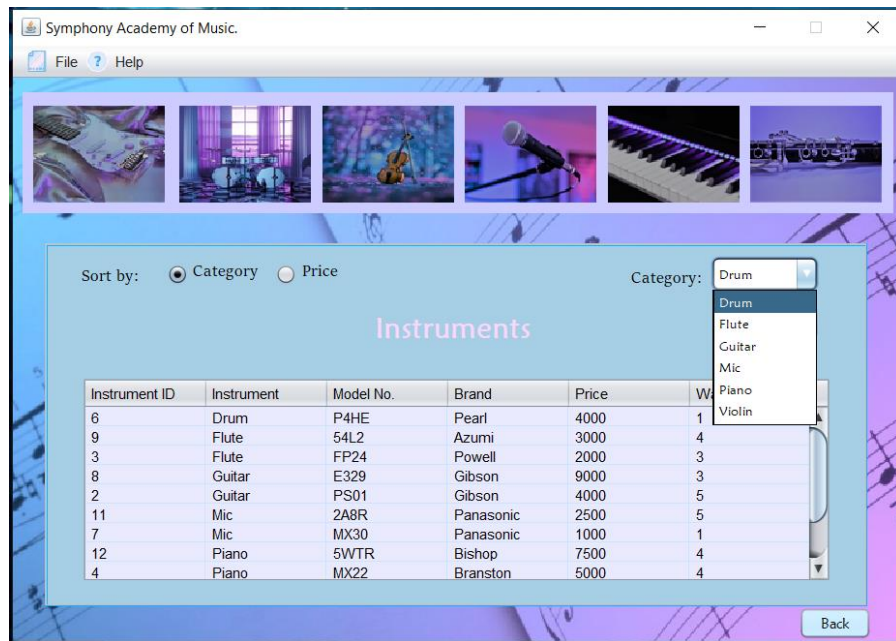 Symphony Academy of Music.
File ? Help
Sort by: Category Price Category: Drum
Drum
Flute
Guitar
Mic
Piano
Violin
Instruments
Instrument ID Instrument Model No. Brand Price
6 Drum P4HE Pearl 4000 1
9 Flute 54L2 Azumi 3000 4
3 Flute FP24 Powell 2000 3
8 Guitar E329 Gibson 9000 3
2 Guitar PS01 Gibson 4000 5
11 Mic 2A8R Panasonic 2500 5
7 Mic MX30 Panasonic 1000 1
12 Piano 5WTR Bishop 7500 4
4 Piano MX22 Branston 5000 4
Back